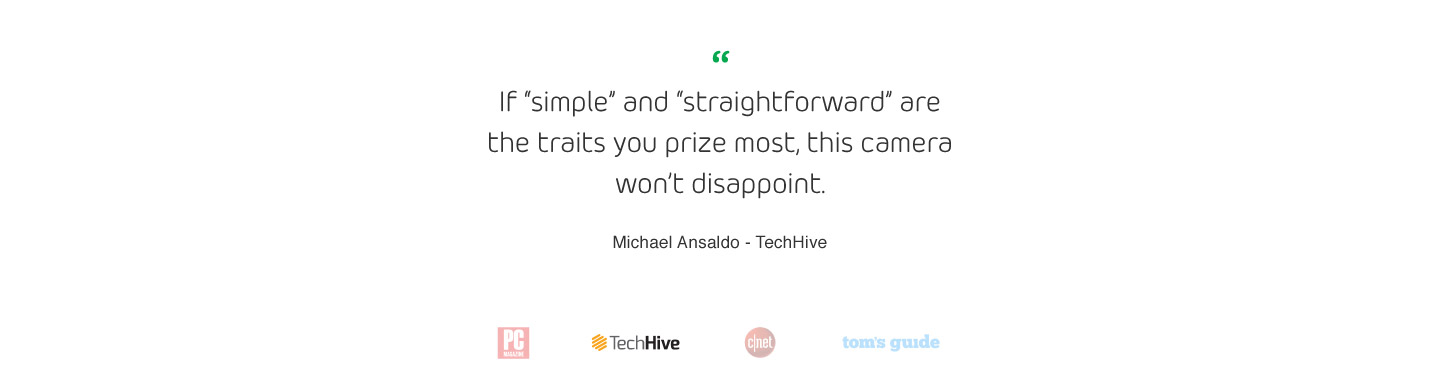 “
If “simple” and “straightforward” are
the traits you prize most, this camera
won’t disappoint.
Michael Ansaldo - TechHive
PC MAGAZINE TechHive c|net tom's guide